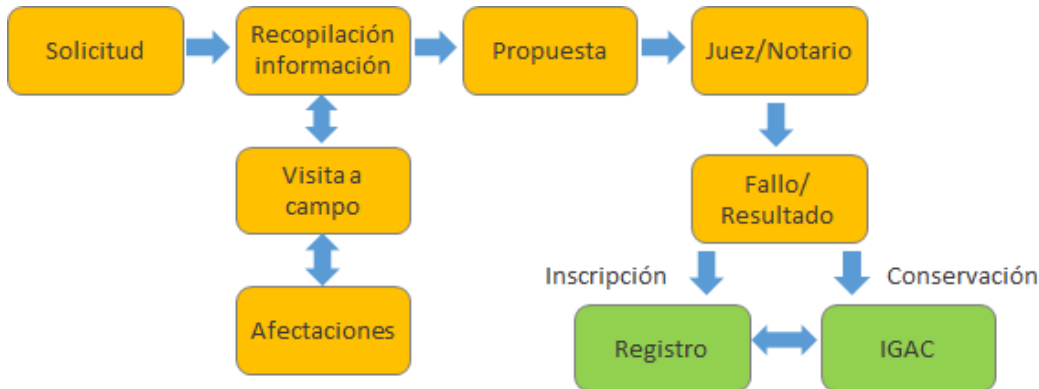 Solicitud
Recopilación
información
Propuesta
Juez/Notario
Visita a
campo
Fallo/
Resultado
Afectaciones
Inscripción
Conservación
Registro
IGAC